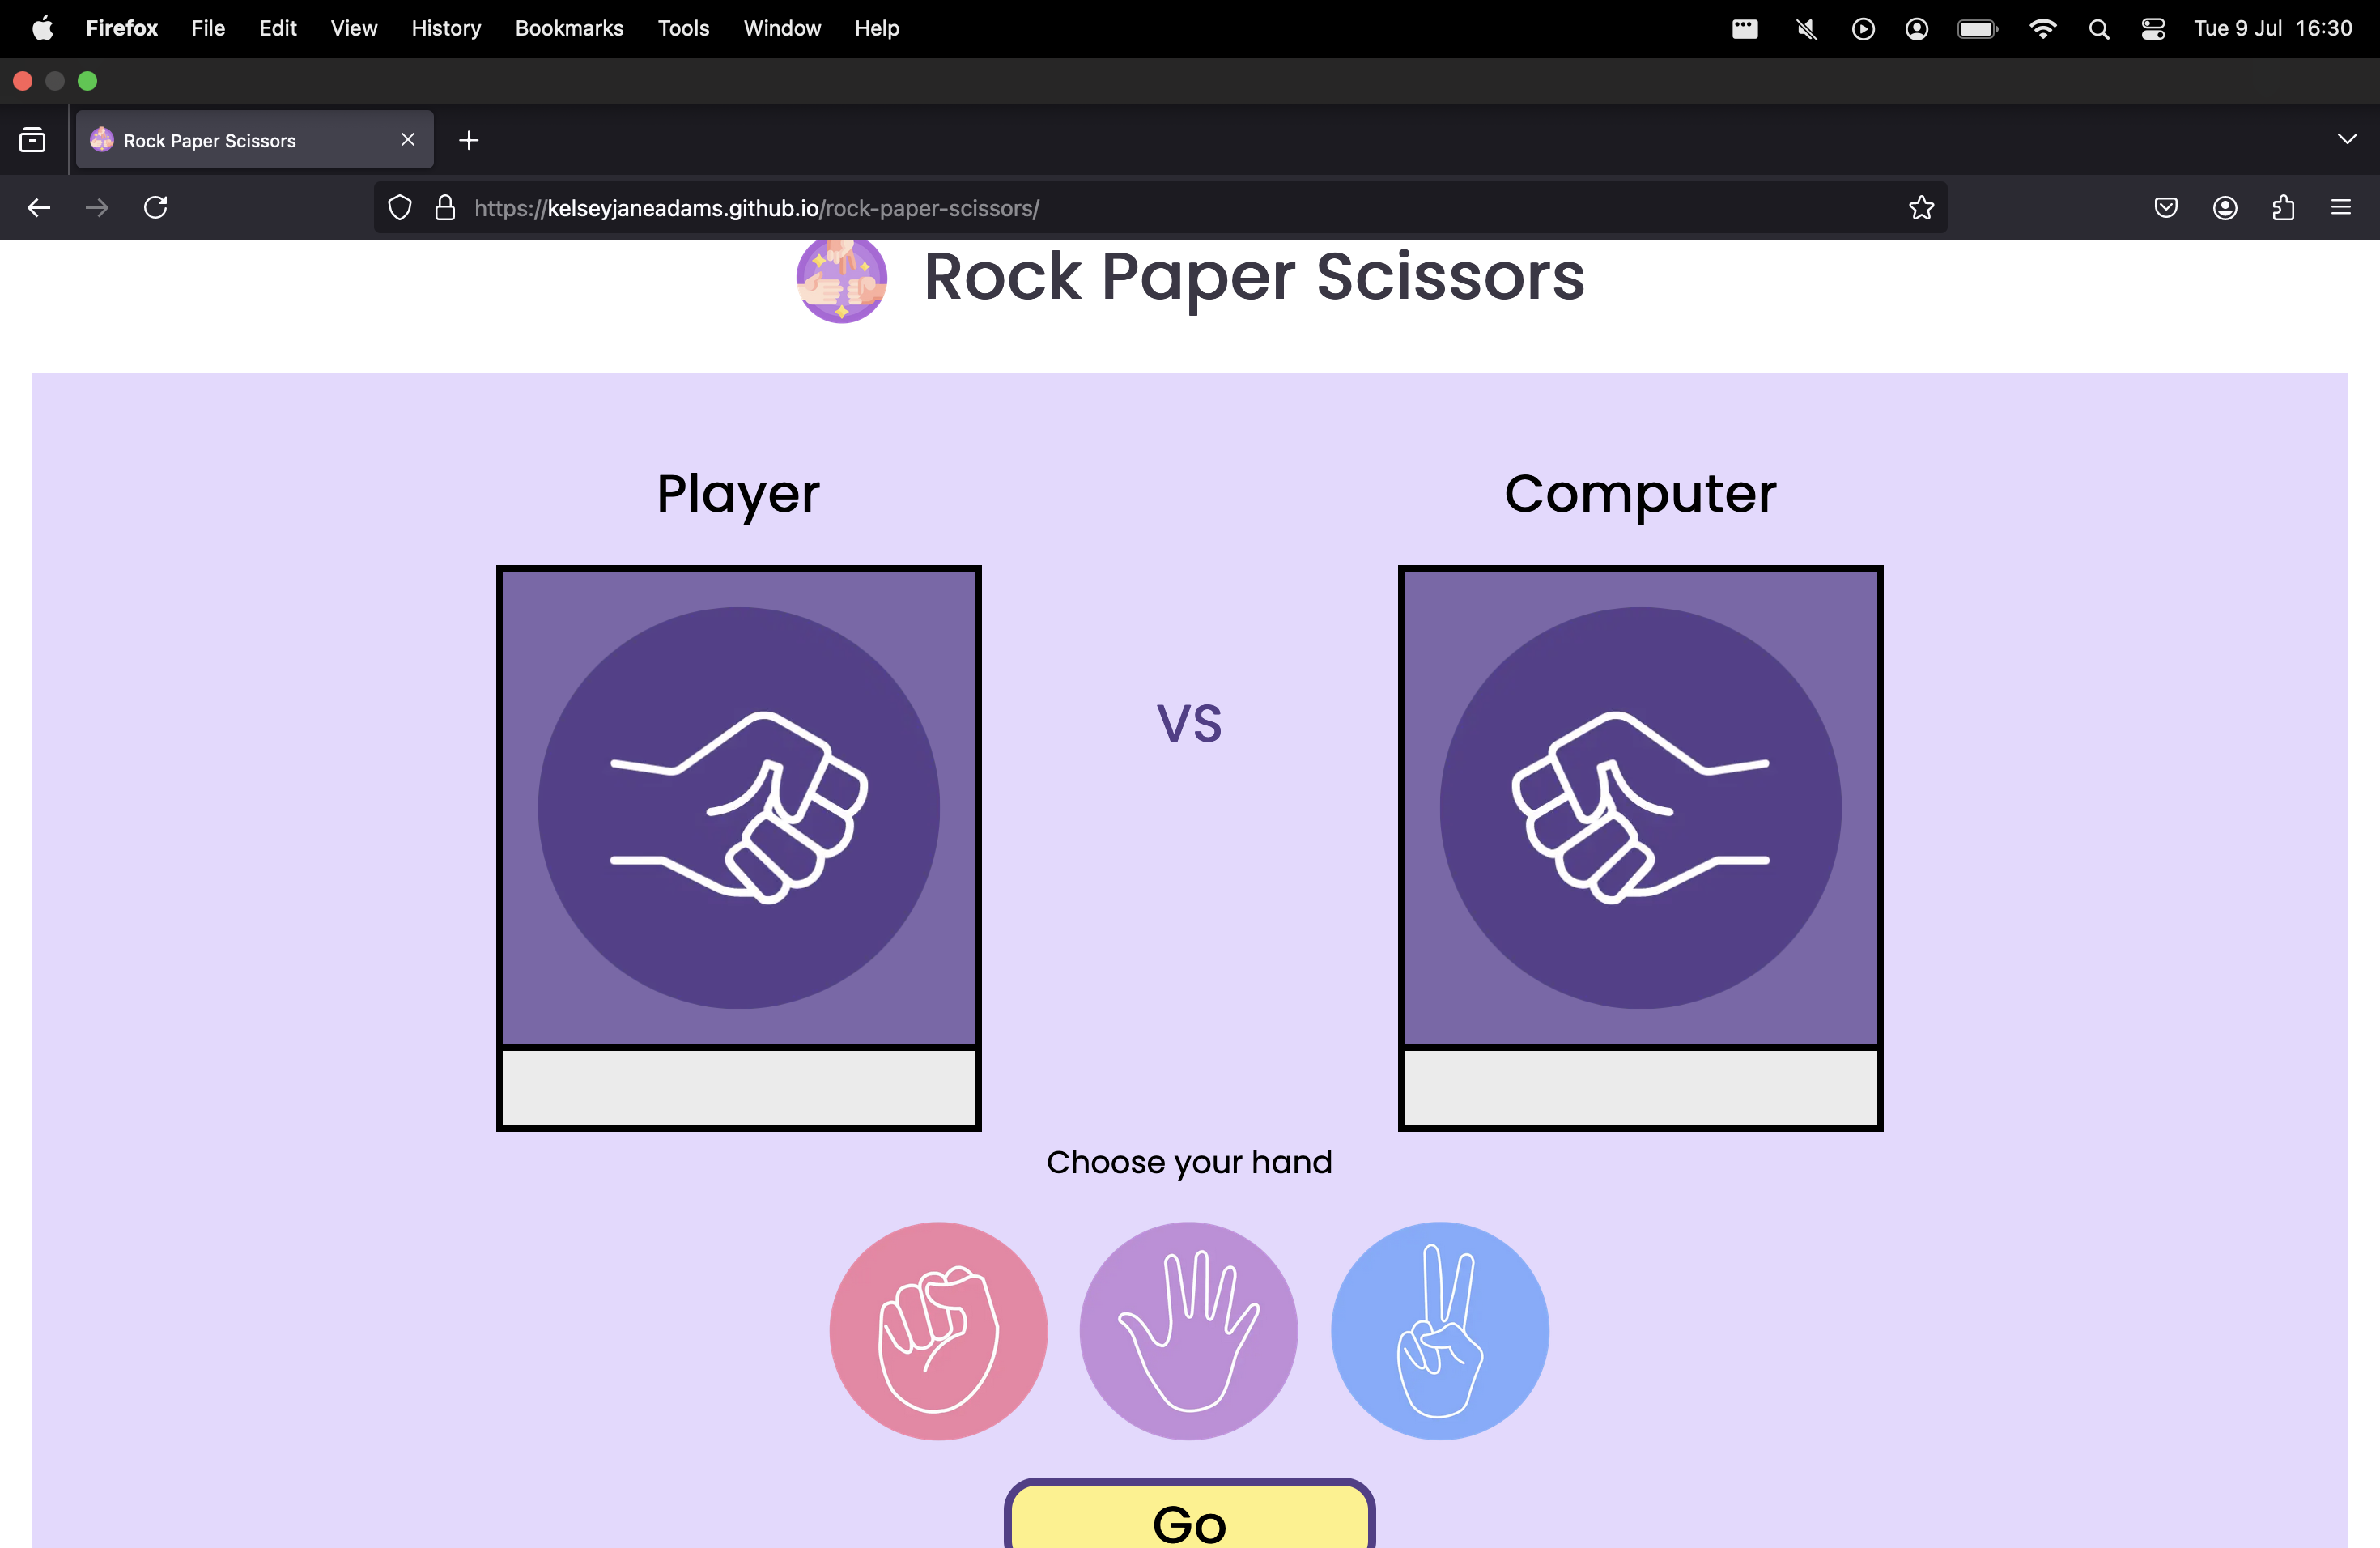 Firefox File Edit View History Bookmarks Tools Window Help Tue 9 Jul 16:30
Rock Paper Scissors
https://kelseyjaneadams.github.io/rock-paper-scissors/
Rock Paper Scissors
Player Computer
VS
Choose your hand
Go